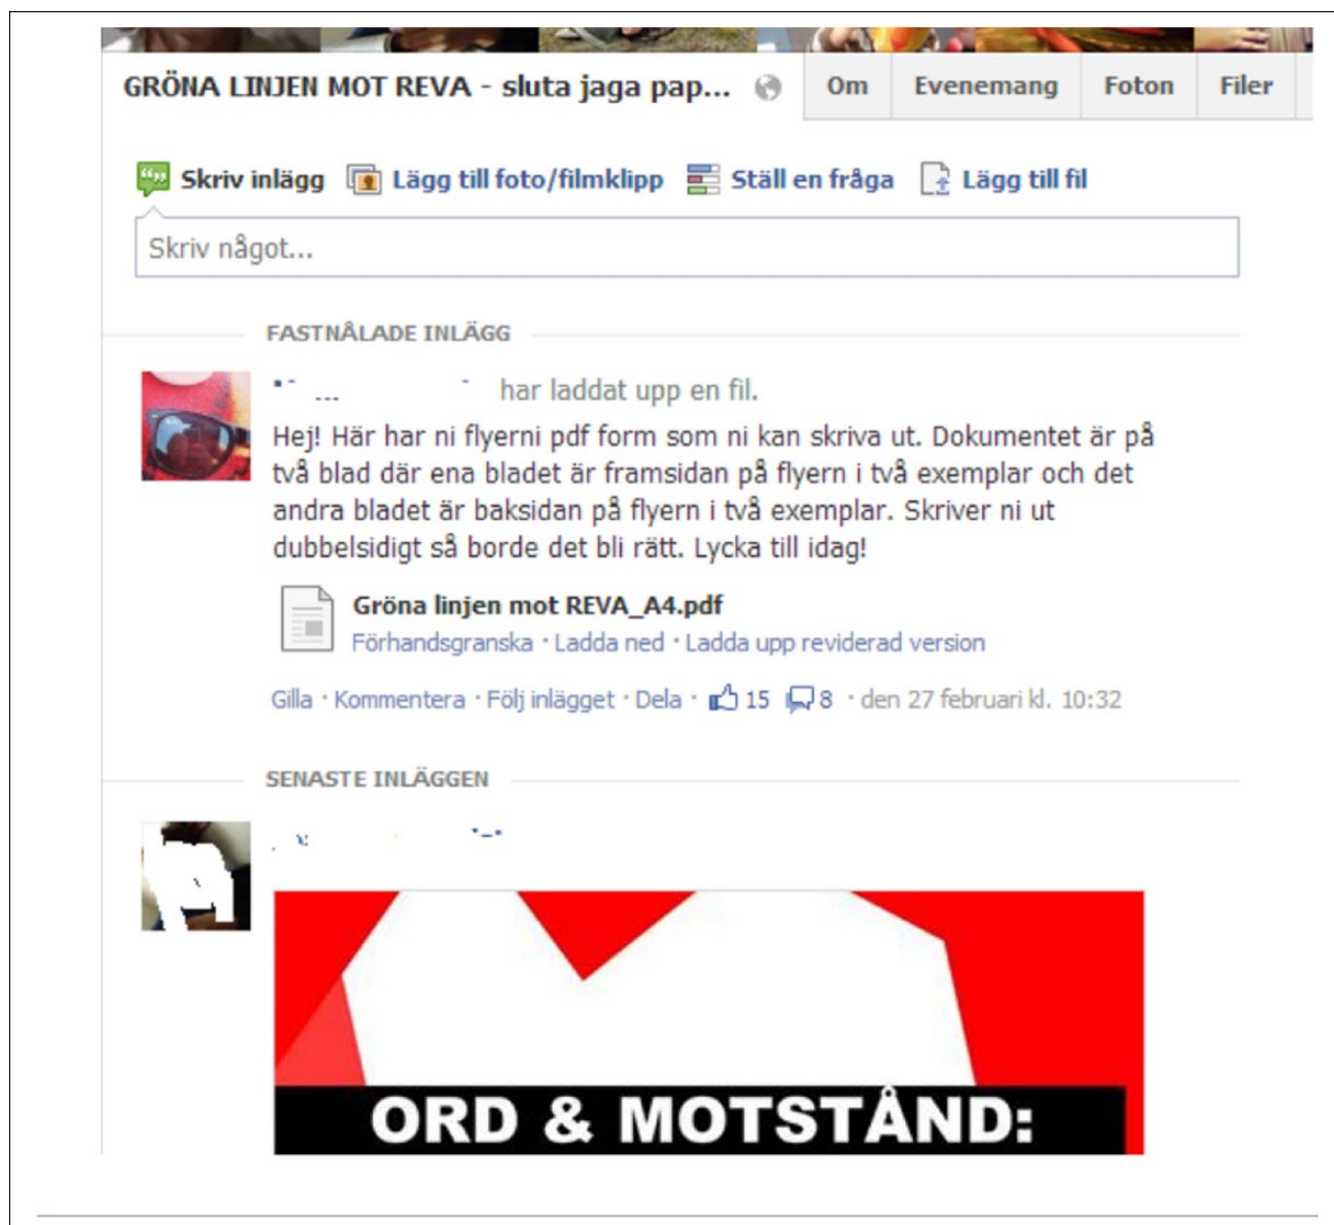 GRÖNA LINJEN MOT REVA - sluta jaga pap...
Om
Evenemang
Foton
Filer
Skriv inlägg
Lägg till foto/filmklipp
Ställ en fråga
Lägg till fil
Skriv något...
FASTNÅLADE INLÄGG
har laddat upp en fil.
Hej! Här har ni flyerni pdf form som ni kan skriva ut. Dokumentet är på
två blad där ena bladet är framsidan på flyern i två exemplar och det
andra bladet är baksidan på flyern i två exemplar. Skriver ni ut
dubbelsidigt så borde det bli rätt. Lycka till idag!
Gröna linjen mot REVA_A4.pdf
Förhandsgranska · Ladda ned · Ladda upp reviderad version
Gilla · Kommentera · Följ inlägget · Dela · 15 8 · den 27 februari kl. 10:32
SENASTE INLÄGGEN
ORD & MOTSTÅND: